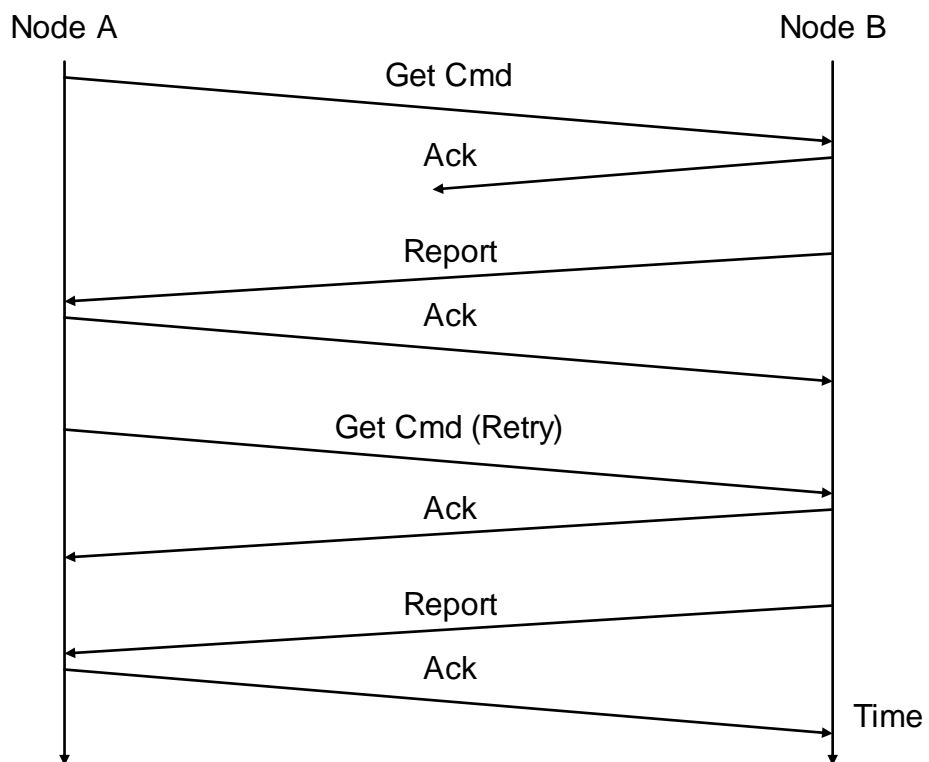 Node A
Node B
Get Cmd
Ack
Report
Ack
Get Cmd (Retry)
Ack
Report
Ack
Time